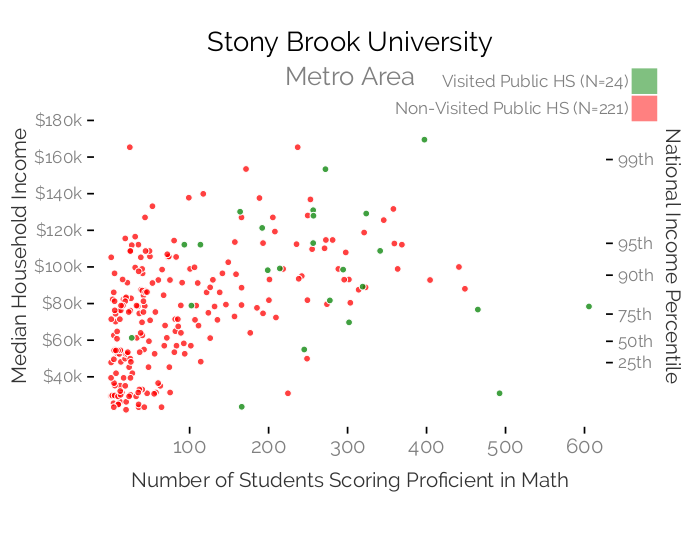 Stony Brook University
Metro Area
Visited Public HS (N=24)
Non-Visited Public HS (N=221)
Median Household Income
$180k
$160k
$140k
$120k
$100k
$80k
$60k
$40k
National Income Percentile
99th
95th
90th
75th
50th
25th
100 200 300 400 500 600
Number of Students Scoring Proficient in Math